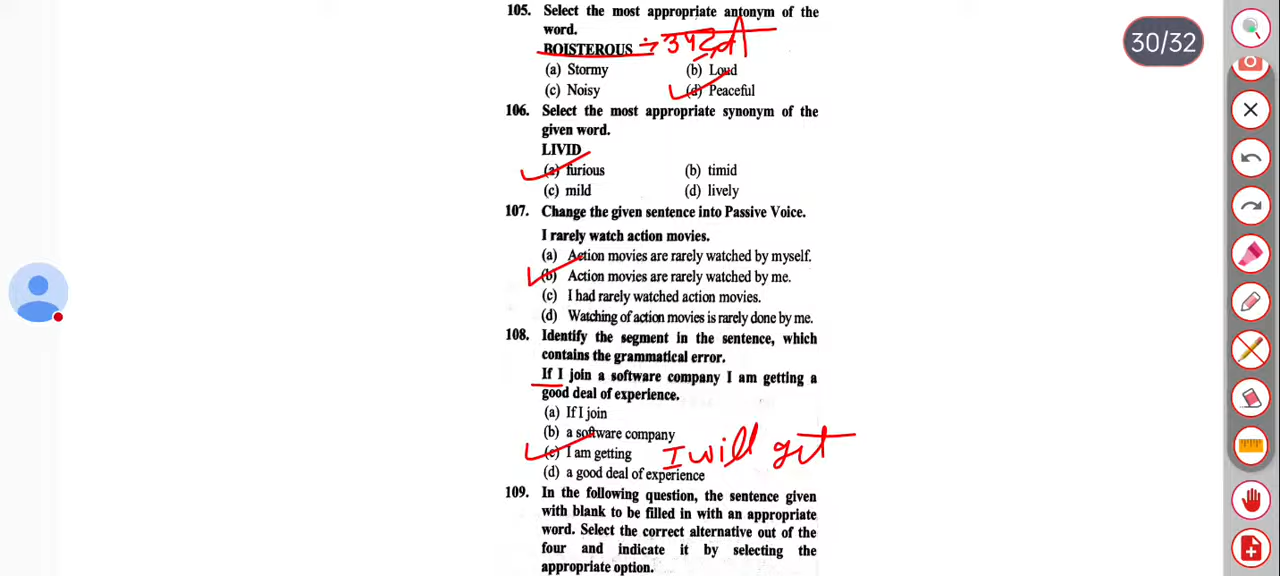 105. Select the most appropriate antonym of the
word.
BOISTEROUS
(a) Stormy (b) Loud
(c) Noisy (d) Peaceful
106. Select the most appropriate synonym of the
given word.
LIVID
(a) furious (b) timid
(c) mild (d) lively
107. Change the given sentence into Passive Voice.
I rarely watch action movies.
(a) Action movies are rarely watched by myself.
(b) Action movies are rarely watched by me.
(c) I had rarely watched action movies.
(d) Watching of action movies is rarely done by me.
108. Identify the segment in the sentence, which
contains the grammatical error.
If I join a software company I am getting a
good deal of experience.
(a) If I join
(b) a software company
(c) I am getting I will get
(d) a good deal of experience
109. In the following question, the sentence given
with blank to be filled in with an appropriate
word. Select the correct alternative out of the
four and indicate it by selecting the
appropriate option.
30/32